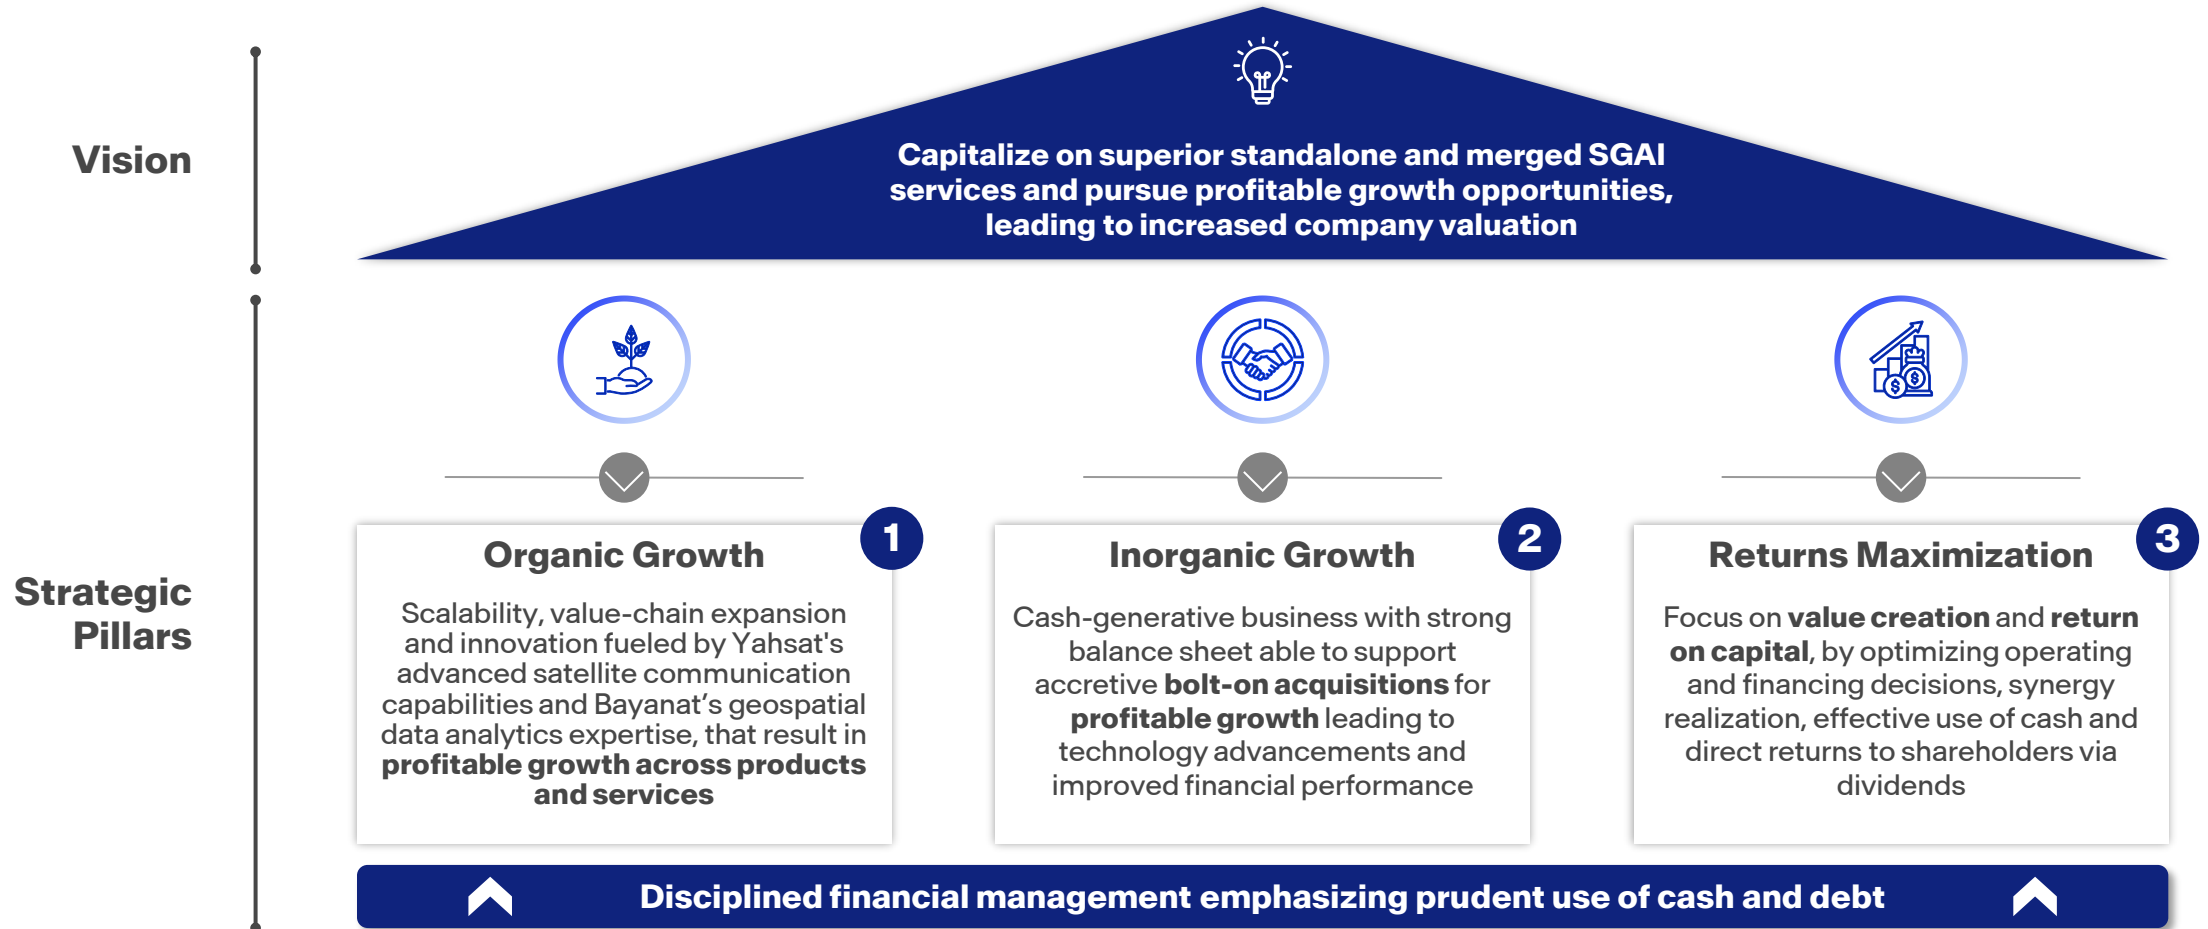 Vision
Capitalize on superior standalone and merged SGAI
services and pursue profitable growth opportunities,
leading to increased company valuation
Strategic
Pillars
1
Organic Growth
Scalability, value-chain expansion
and innovation fueled by Yahsat's
advanced satellite communication
capabilities and Bayanat’s geospatial
data analytics expertise, that result in
profitable growth across products
and services
2
Inorganic Growth
Cash-generative business with strong
balance sheet able to support
accretive bolt-on acquisitions for
profitable growth leading to
technology advancements and
improved financial performance
3
Returns Maximization
Focus on value creation and return
on capital, by optimizing operating
and financing decisions, synergy
realization, effective use of cash and
direct returns to shareholders via
dividends
Disciplined financial management emphasizing prudent use of cash and debt